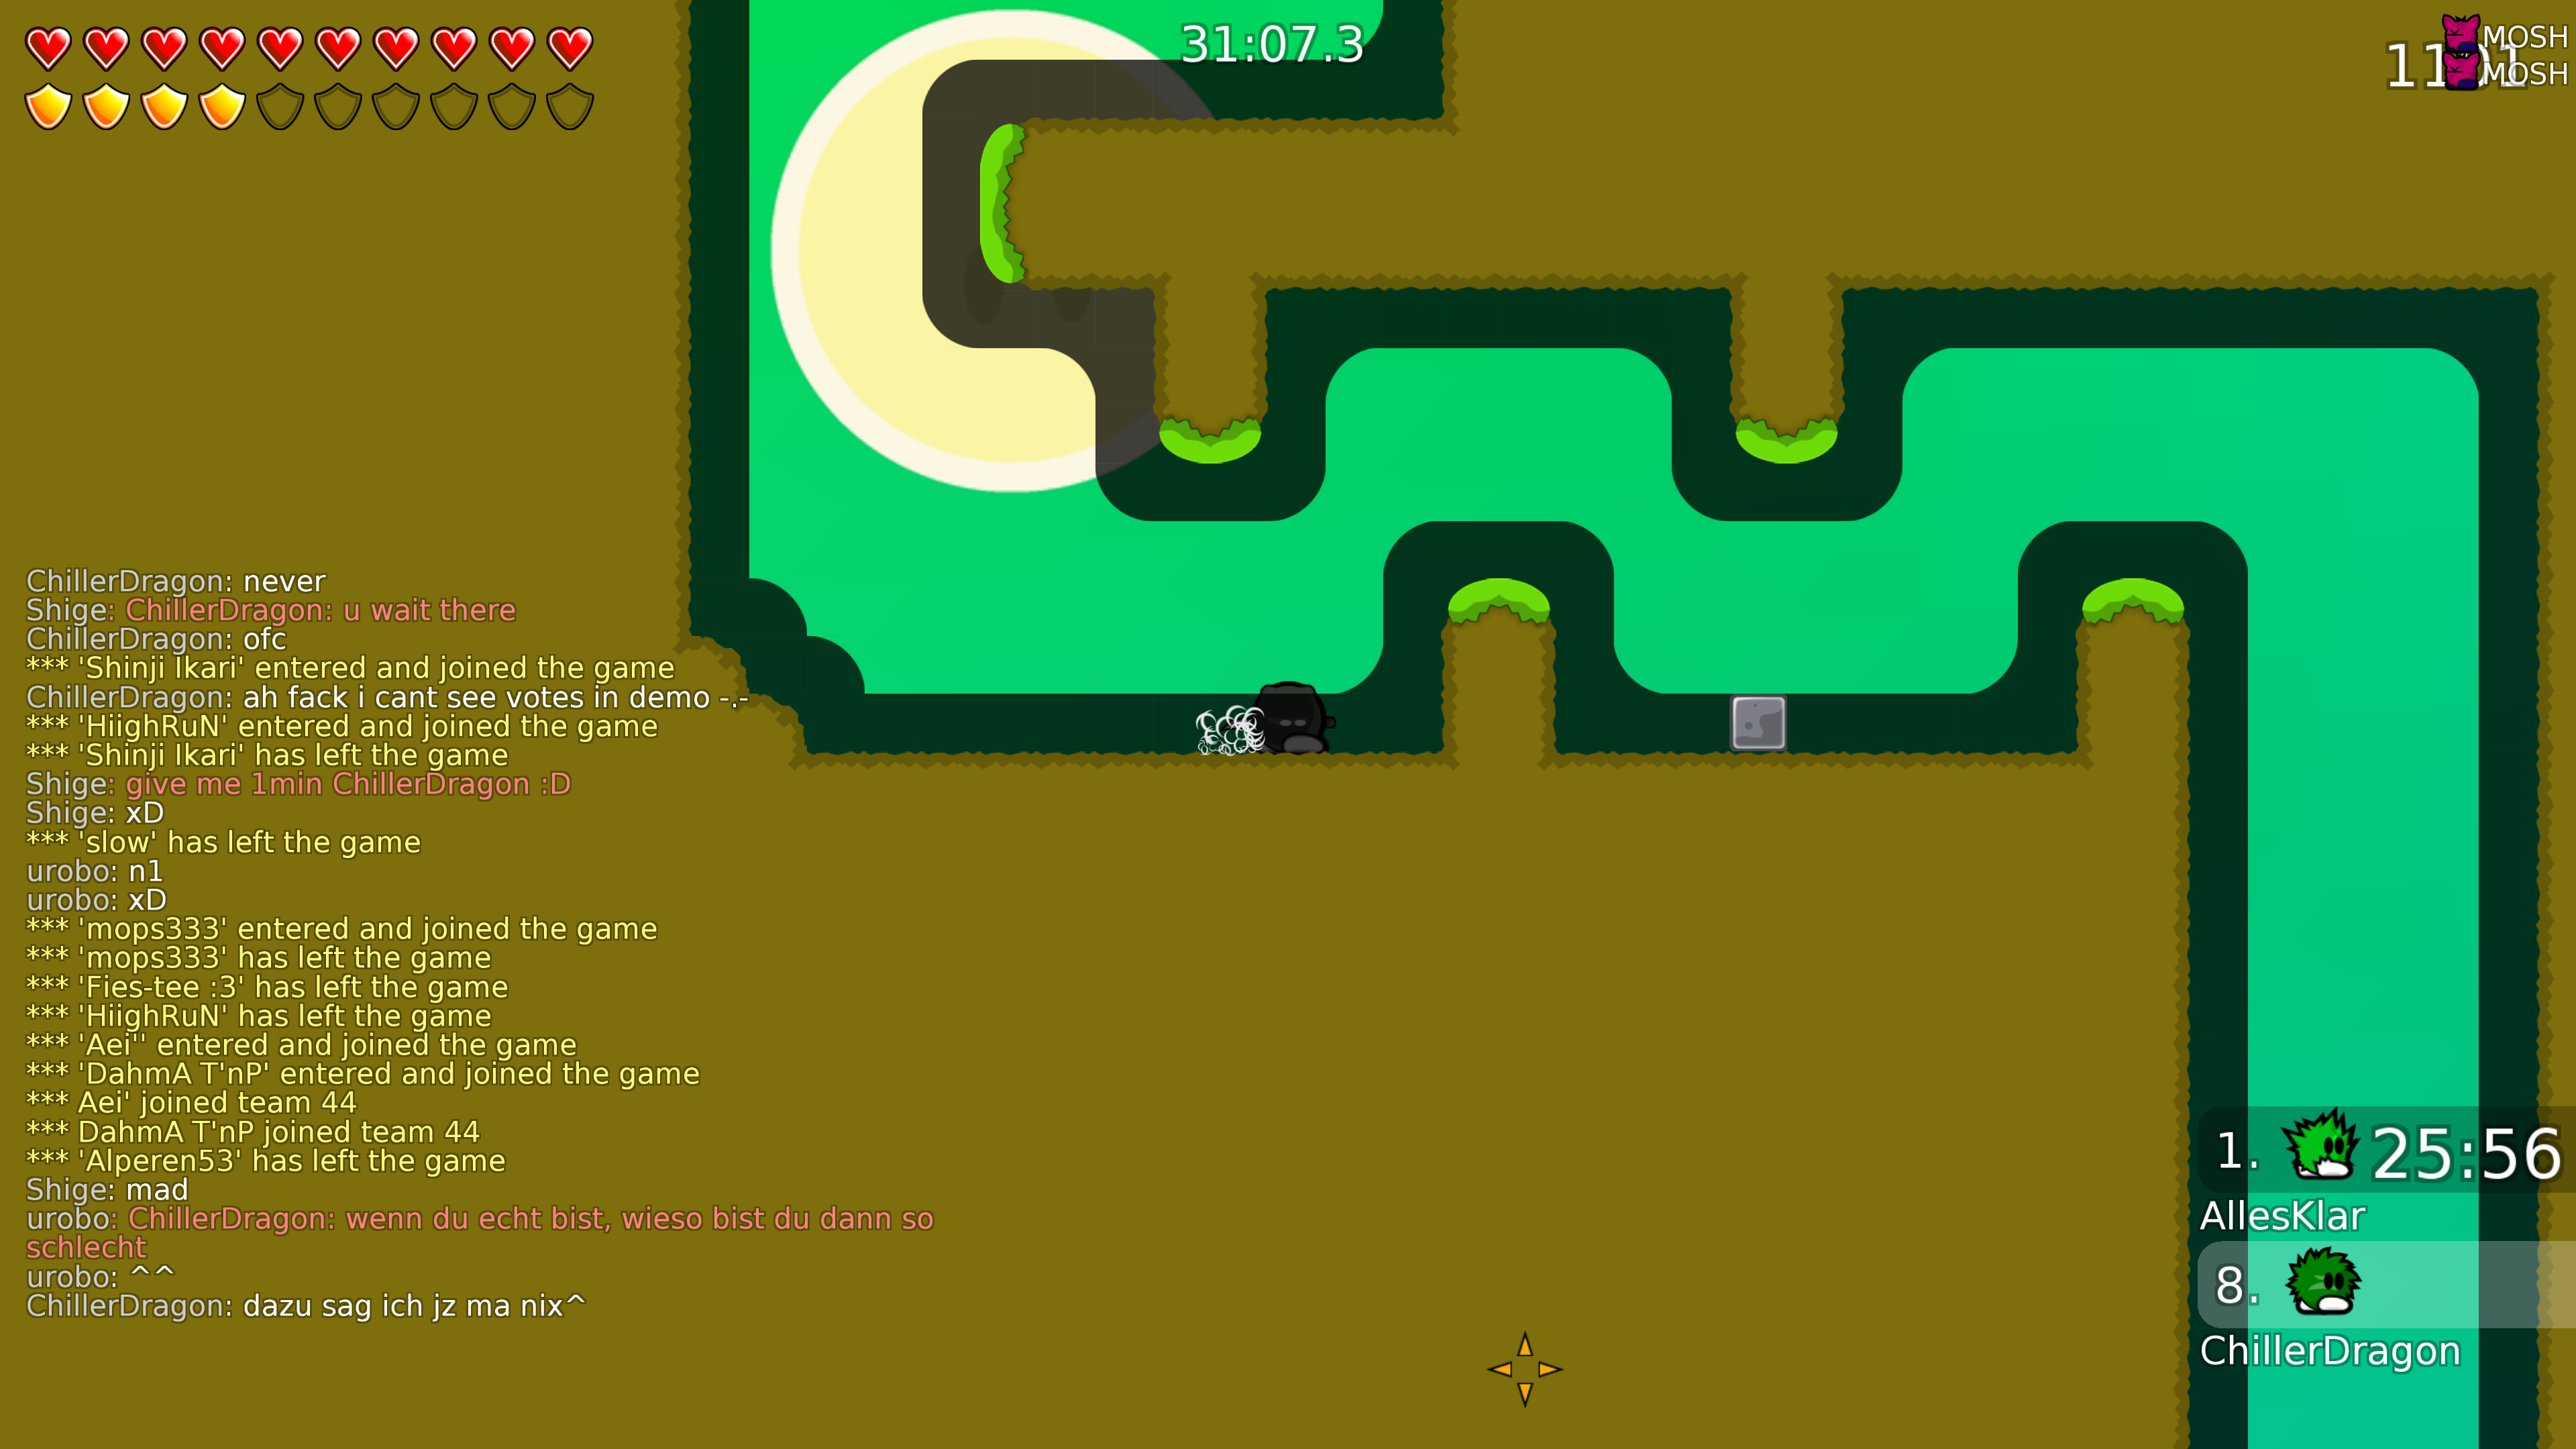 31:07.3
MOSH
MOSH
ChillerDragon: never
Shige: ChillerDragon: u wait there
ChillerDragon: ofc
*** 'Shinji Ikari' entered and joined the game
ChillerDragon: ah fack i cant see votes in demo -.-
*** 'HiighRuN' entered and joined the game
*** 'Shinji Ikari' has left the game
Shige: give me 1min ChillerDragon :D
Shige: xD
*** 'slow' has left the game
urobo: n1
urobo: xD
*** 'mops333' entered and joined the game
*** 'mops333' has left the game
*** 'Fies-tee :3' has left the game
*** 'HiighRuN' has left the game
*** 'Aei'' entered and joined the game
*** 'DahmA T'nP' entered and joined the game
*** Aei' joined team 44
*** DahmA T'nP joined team 44
*** 'Alperen53' has left the game
Shige: mad
urobo: ChillerDragon: wenn du echt bist, wieso bist du dann so
schlecht
urobo: ^^
ChillerDragon: dazu sag ich jz ma nix^
1. 25:56
AllesKlar
8.
ChillerDragon